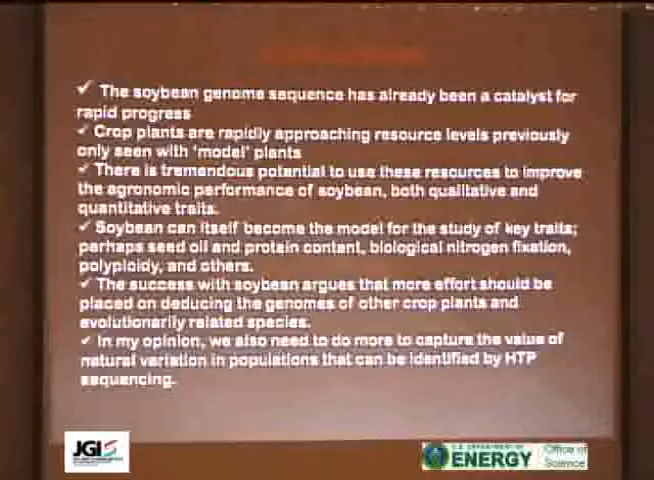 ✓ The soybean genome sequence has already been a catalyst for
rapid progress
✓ Crop plants are rapidly approaching resource levels previously
only seen with 'model' plants
✓ There is tremendous potential to use these resources to improve
the agronomic performance of soybean, both qualitative and
quantitative traits.
✓ Soybean can itself become the model for the study of key traits;
perhaps seed oil and protein content, biological nitrogen fixation,
polyploidy, and others.
✓ The success with soybean argues that more effort should be
placed on deducing the genomes of other crop plants and
evolutionarily related species.
✓ In my opinion, we also need to do more to capture the value of
natural variation in populations that can be identified by HTP
sequencing.
JGI
U.S. DEPARTMENT OF
ENERGY
Office of
Science